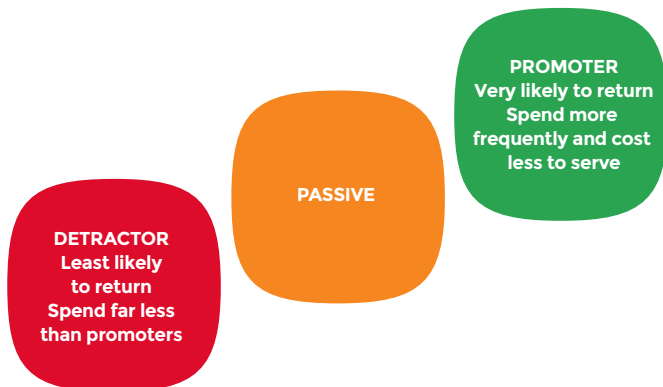 DETRACTOR
Least likely
to return
Spend far less
than promoters
PASSIVE
PROMOTER
Very likely to return
Spend more
frequently and cost
less to serve